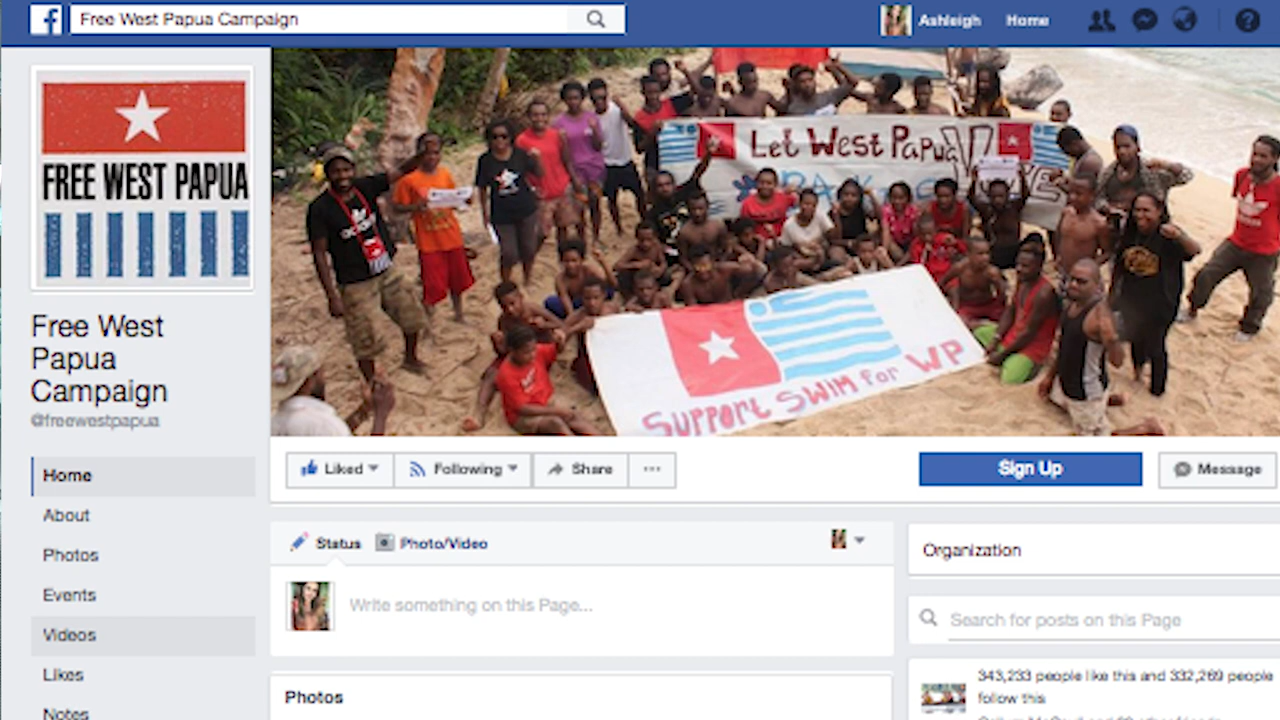 Free West Papua Campaign
Ashleigh
Home
FREE WEST PAPUA
Let West Papua
Support SWIM for WP
Free West
Papua
Campaign
@freewestpapua
Home
About
Photos
Events
Videos
Likes
Notes
Liked
Following
Share
Sign Up
Message
Status
Photo/Video
Write something on this Page...
Photos
Organization
Search for posts on this Page
343,233 people like this and 332,269 people
follow this